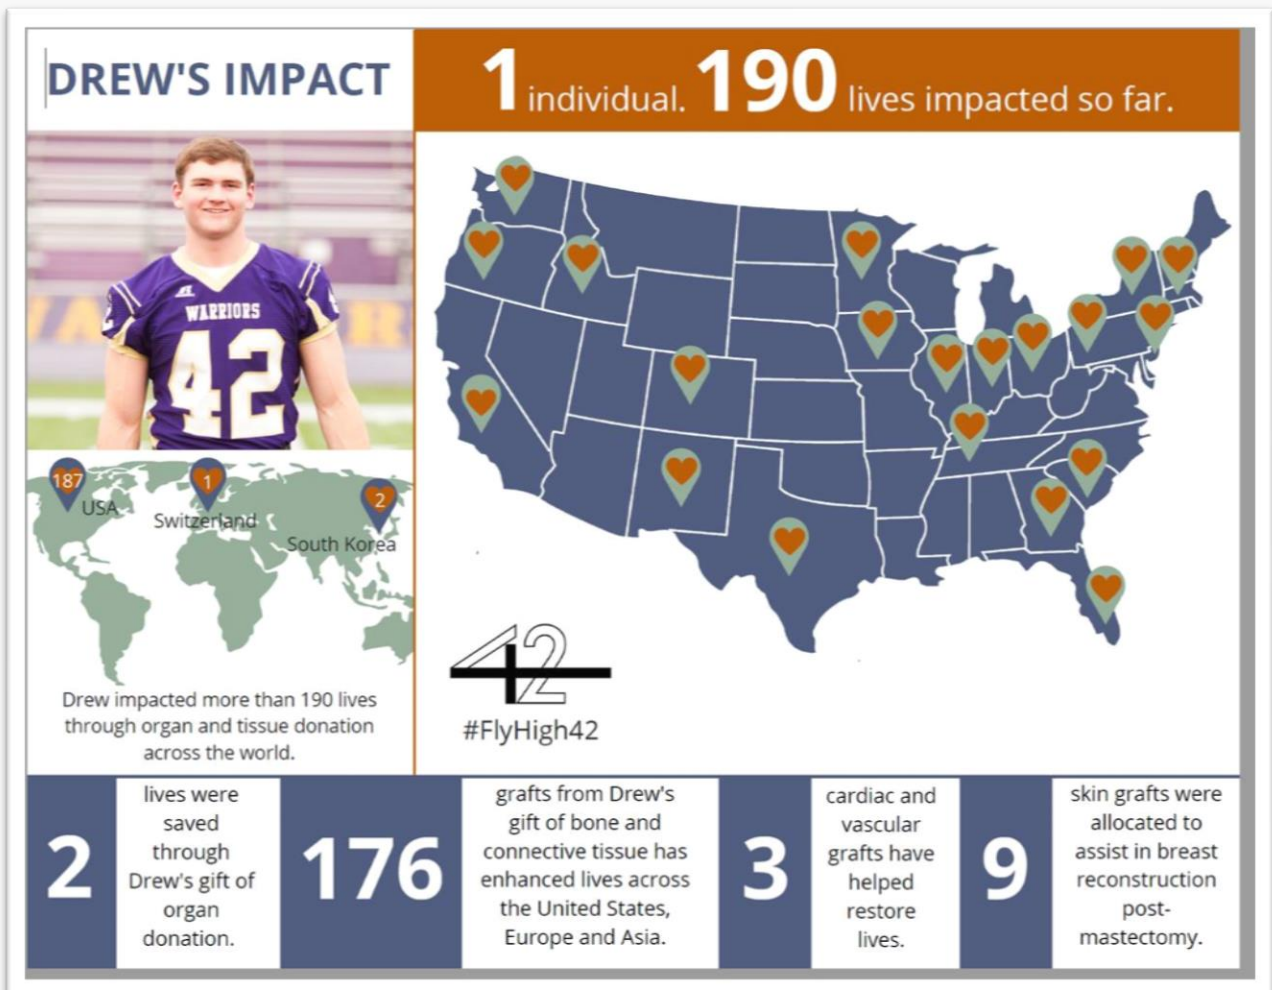 DREW'S IMPACT
1 individual. 190 lives impacted so far.
WARRIORS
42
187
USA
1
Switzerland
2
South Korea
Drew impacted more than 190 lives
through organ and tissue donation
across the world.
42
#FlyHigh42
2
lives were
saved
through
Drew's gift of
organ
donation.
176
grafts from Drew's
gift of bone and
connective tissue has
enhanced lives across
the United States,
Europe and Asia.
3
cardiac and
vascular
grafts have
helped
restore
lives.
9
skin grafts were
allocated to
assist in breast
reconstruction
post-
mastectomy.